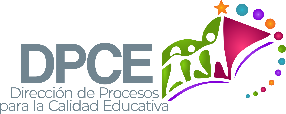 DPCE
Dirección de Procesos
para la Calidad Educativa